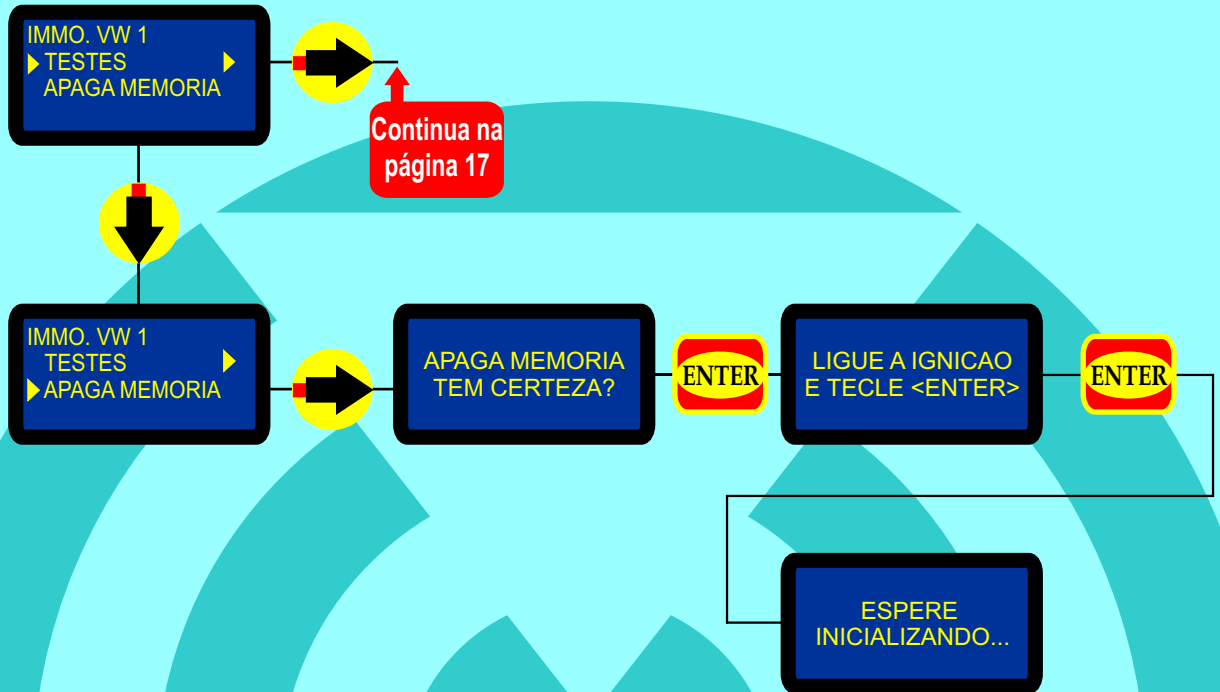 IMMO. VW 1
TESTES
APAGA MEMORIA
Continua na
página 17
IMMO. VW 1
TESTES
APAGA MEMORIA
APAGA MEMORIA
TEM CERTEZA?
ENTER
LIGUE A IGNICAO
E TECLE <ENTER>
ENTER
ESPERE
INICIALIZANDO...